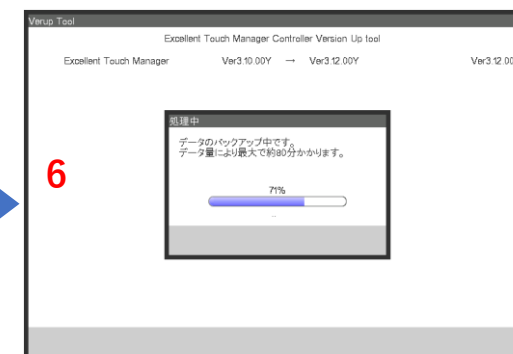 Verup Tool
Excellent Touch Manager Controller Version Up tool
Excellent Touch Manager Ver3.10.00Y → Ver3.12.00Y Ver3.12.00
処理中
データのバックアップ中です。
データ量により最大で約80分かかります。
6
71%